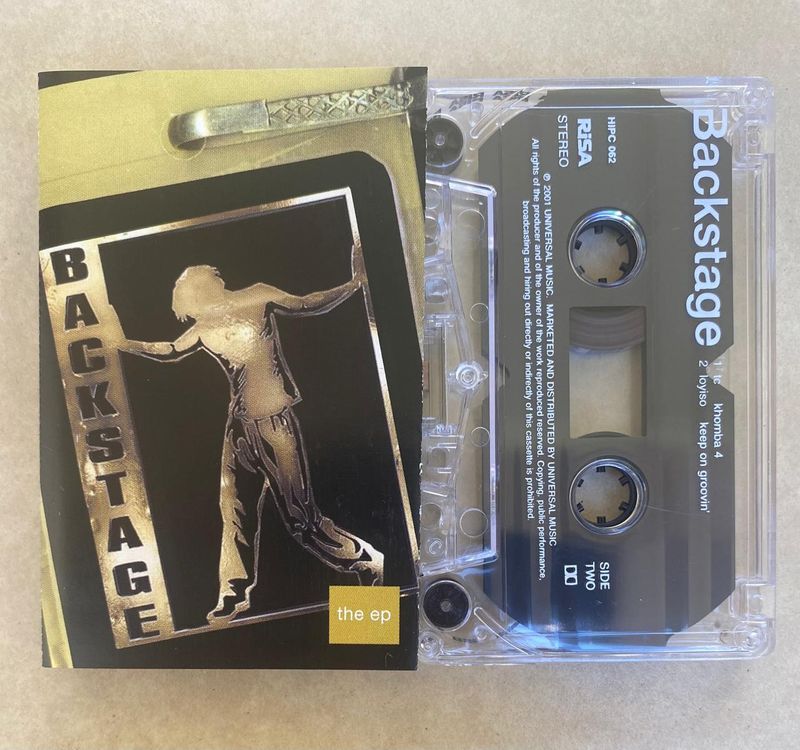 BACKSTAGE
the ep
Backstage
1 tc khomba 4
2 loyiso keep on groovin'
HIPC 062
RiSA
STEREO
℗ 2001 UNIVERSAL MUSIC. MARKETED AND DISTRIBUTED BY UNIVERSAL MUSIC
All rights of the producer and of the owner of the work reproduced reserved. Copying, public performance,
broadcasting and hiring out directly or indirectly of this cassette is prohibited.
SIDE
TWO